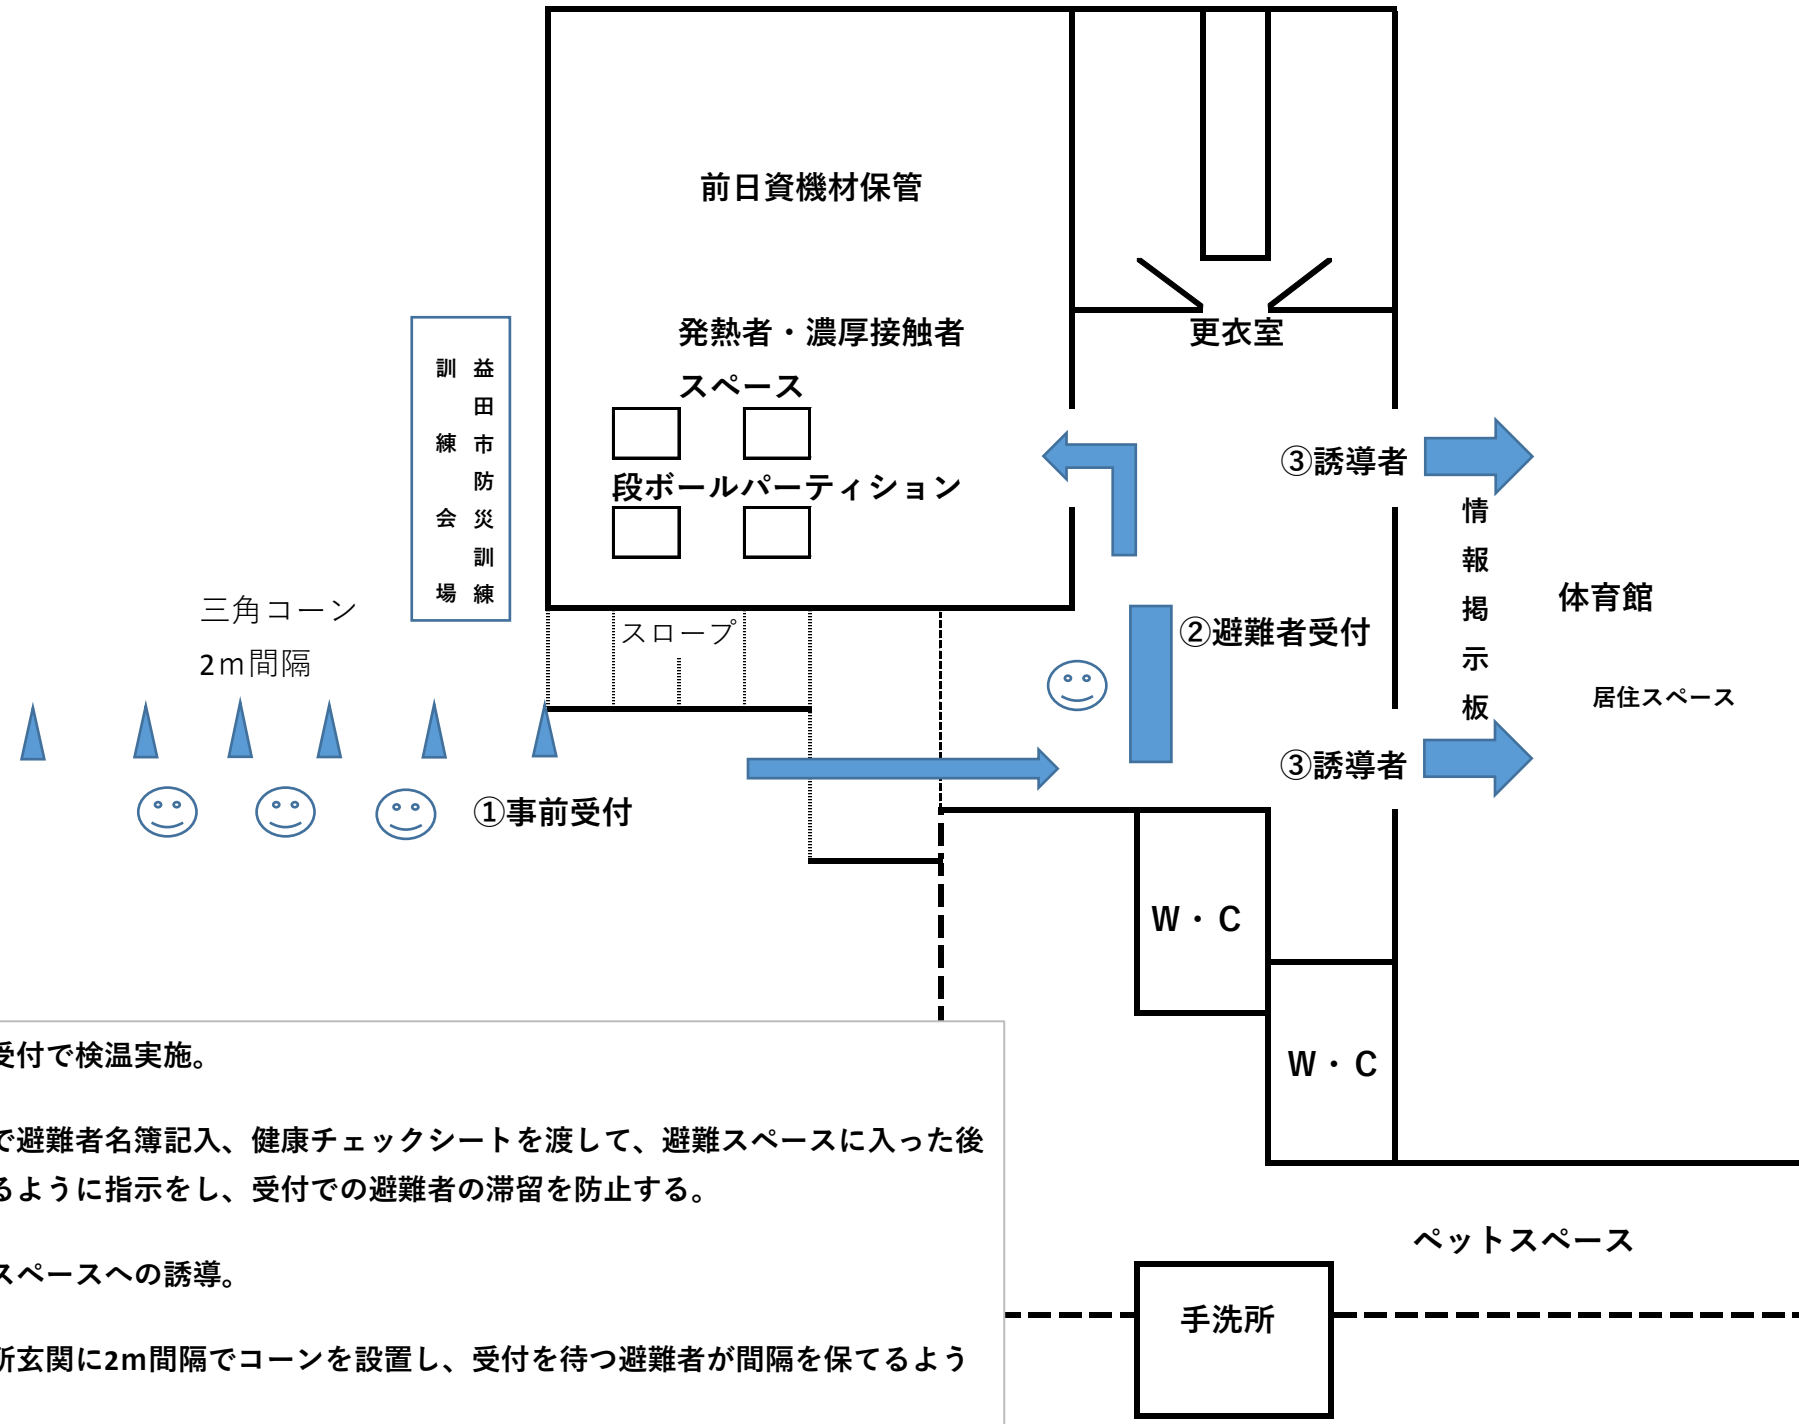 前日資機材保管
発熱者・濃厚接触者
スペース
段ボールパーティション
更衣室
益田市防災訓練
訓練会場
三角コーン
2ｍ間隔
スロープ
①事前受付
②避難者受付
③誘導者
③誘導者
情報掲示板
体育館
居住スペース
W・C
W・C
ペットスペース
手洗所
受付で検温実施。
で避難者名簿記入、健康チェックシートを渡して、避難スペースに入った後
るように指示をし、受付での避難者の滞留を防止する。
スペースへの誘導。
所玄関に2m間隔でコーンを設置し、受付を待つ避難者が間隔を保てるよう